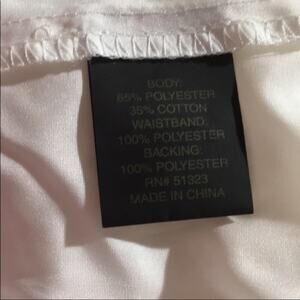 BODY:
65% POLYESTER
35% COTTON
WAISTBAND:
100% POLYESTER
BACKING:
100% POLYESTER
RN# 51323
MADE IN CHINA